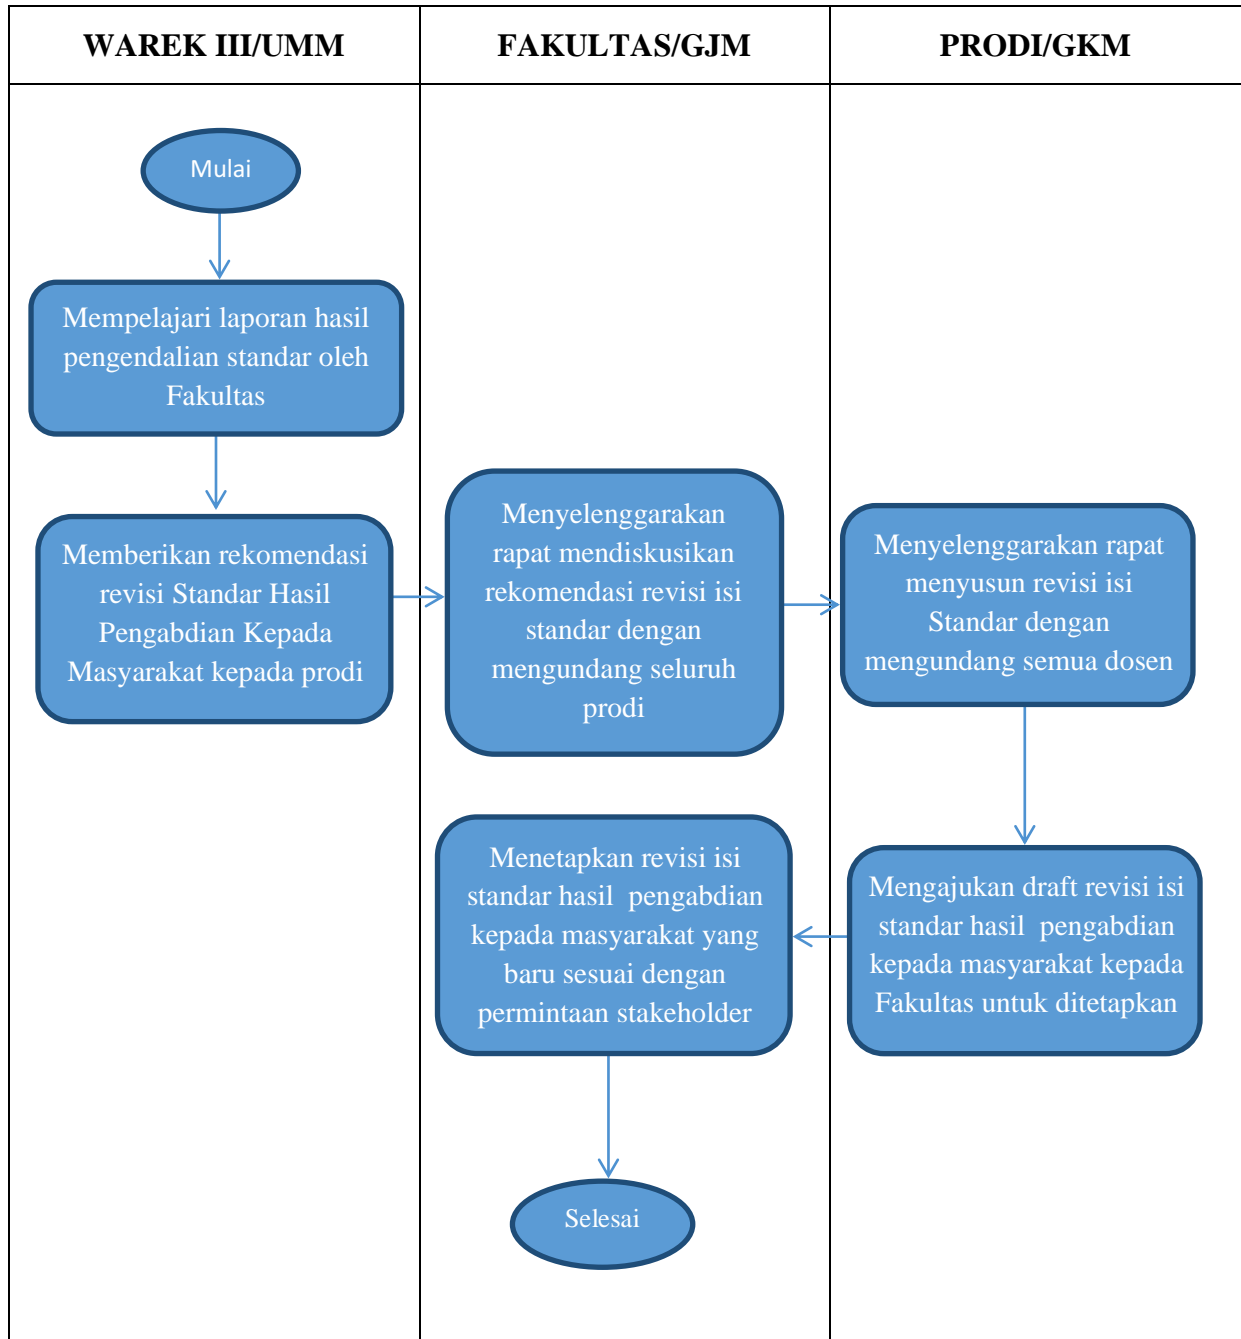 WAREK III/UMM
FAKULTAS/GJM
PRODI/GKM
Mulai
Mempelajari laporan hasil
pengendalian standar oleh
Fakultas
Memberikan rekomendasi
revisi Standar Hasil
Pengabdian Kepada
Masyarakat kepada prodi
Menyelenggarakan
rapat mendiskusikan
rekomendasi revisi isi
standar dengan
mengundang seluruh
prodi
Menyelenggarakan rapat
menyusun revisi isi
Standar dengan
mengundang semua dosen
Mengajukan draft revisi isi
standar hasil  pengabdian
kepada masyarakat kepada
Fakultas untuk ditetapkan
Menetapkan revisi isi
standar hasil  pengabdian
kepada masyarakat yang
baru sesuai dengan
permintaan stakeholder
Selesai